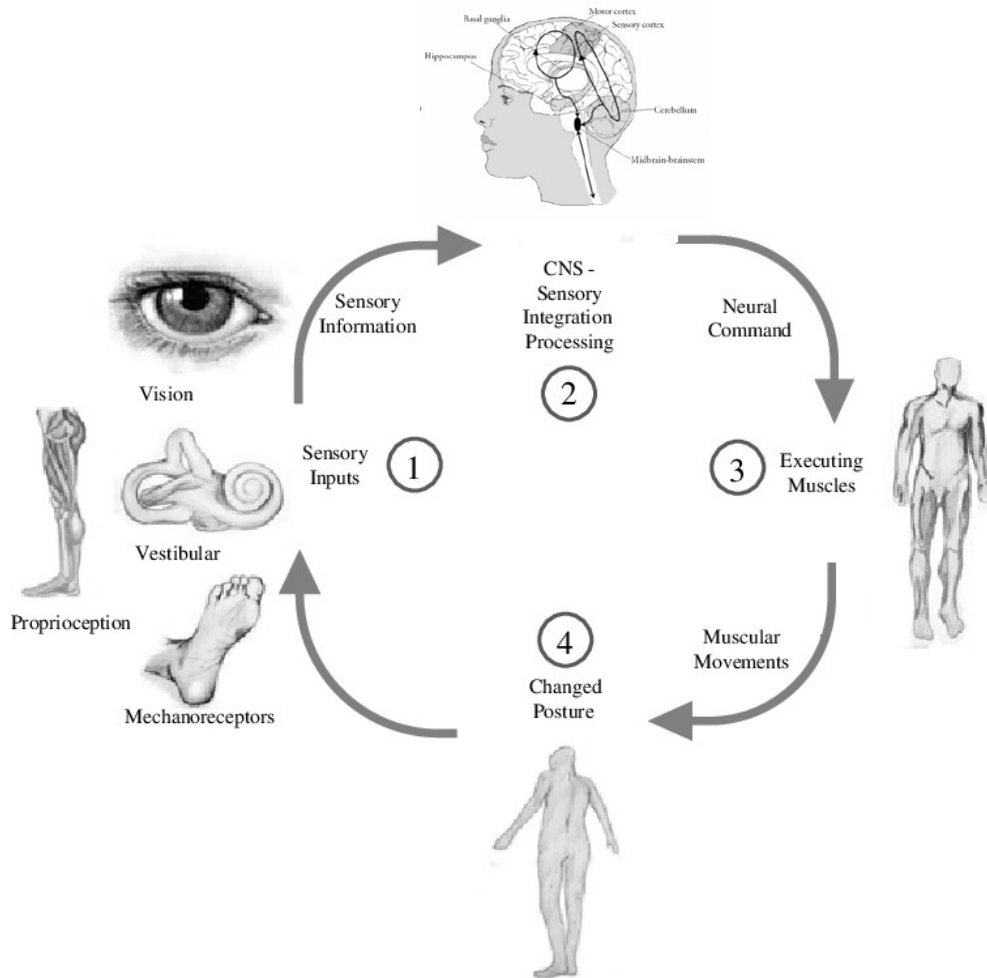 Motor cortex
Basal ganglia
Sensory cortex
Hippocampus
Cerebellum
Midbrain-brainstem
CNS -
Sensory
Integration
Processing
2
Sensory
Information
Neural
Command
Vision
Sensory
Inputs
1
3
Executing
Muscles
Vestibular
Proprioception
Mechanoreceptors
4
Changed
Posture
Muscular
Movements